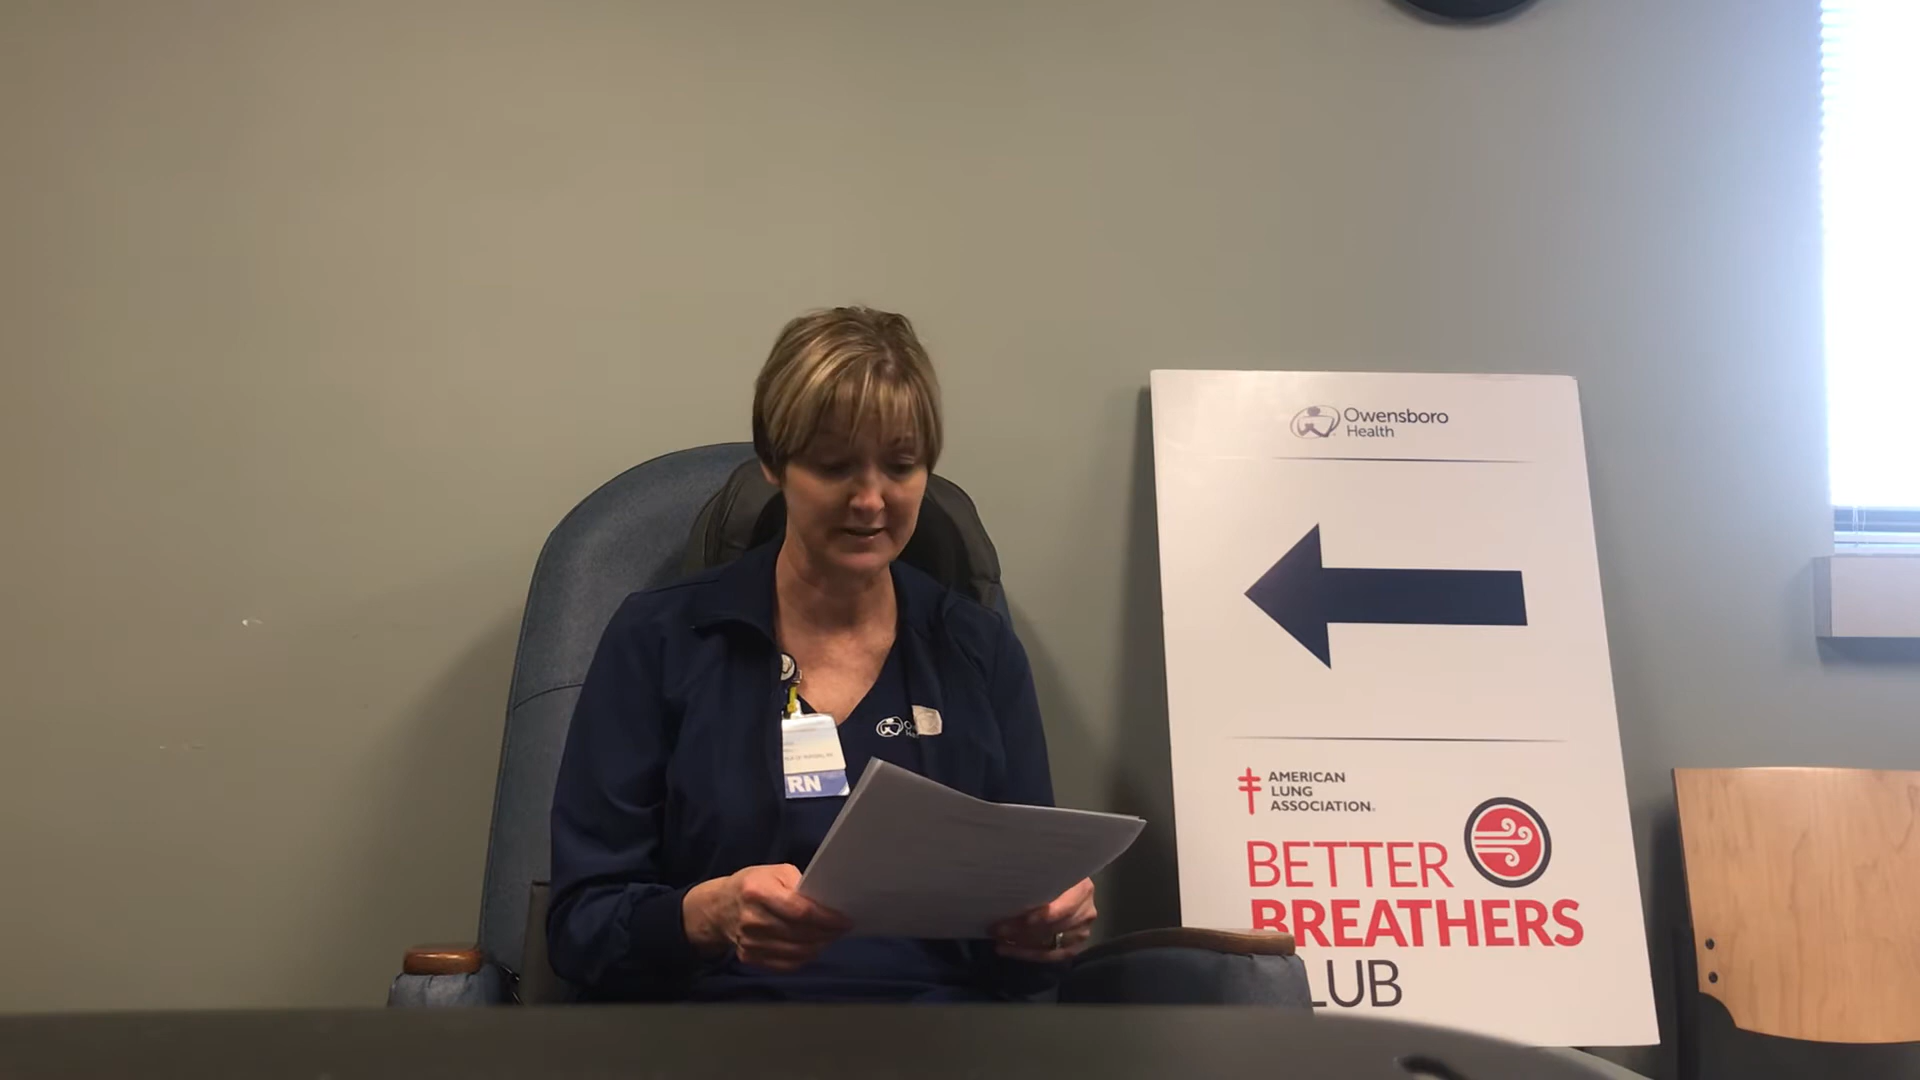 Owensboro
Health
AMERICAN
LUNG
ASSOCIATION
BETTER
BREATHERS
LUB
RN